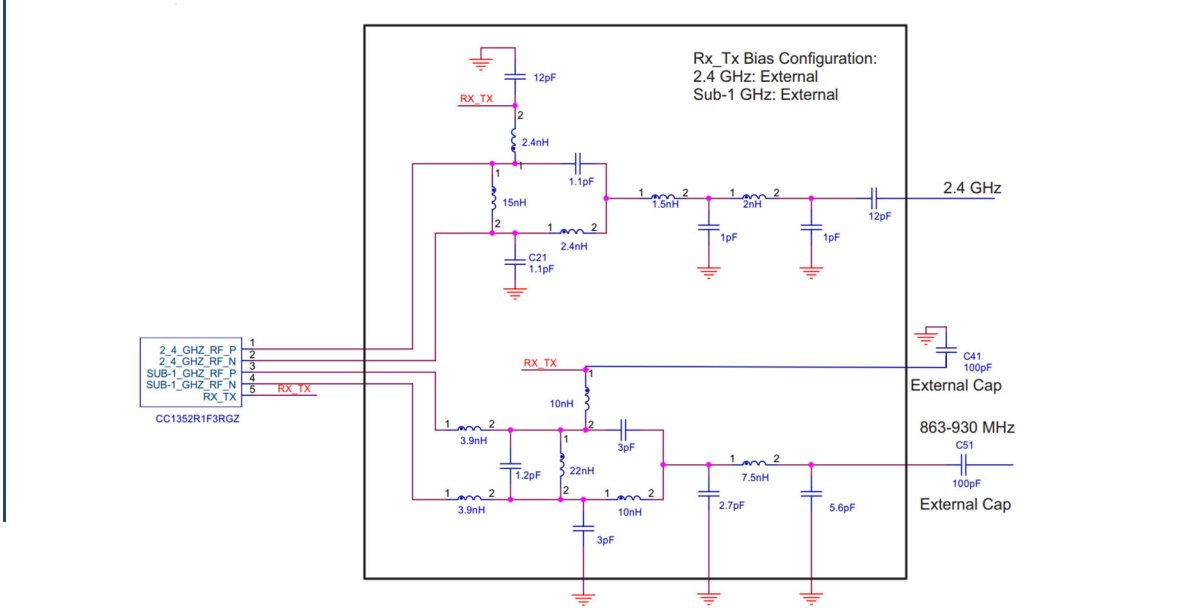 Rx_Tx Bias Configuration:
2.4 GHz: External
Sub-1 GHz: External
12pF
RX_TX
2
2.4nH
1
1
1.1pF
15nH
2
1
2
2.4nH
C21
1.1pF
1
2
1.5nH
1
2
2nH
1pF
1pF
12pF
2.4 GHz
2_4_GHZ_RF_P
1
2_4_GHZ_RF_N
2
SUB-1_GHZ_RF_P
3
SUB-1_GHZ_RF_N
4
RX_TX
5
RX_TX
CC1352R1F3RGZ
RX_TX
1
10nH
2
C41
100pF
External Cap
1
2
3.9nH
1.2pF
1
22nH
2
3pF
1
2
3.9nH
1
2
10nH
3pF
1
2
7.5nH
2.7pF
5.6pF
863-930 MHz
C51
100pF
External Cap